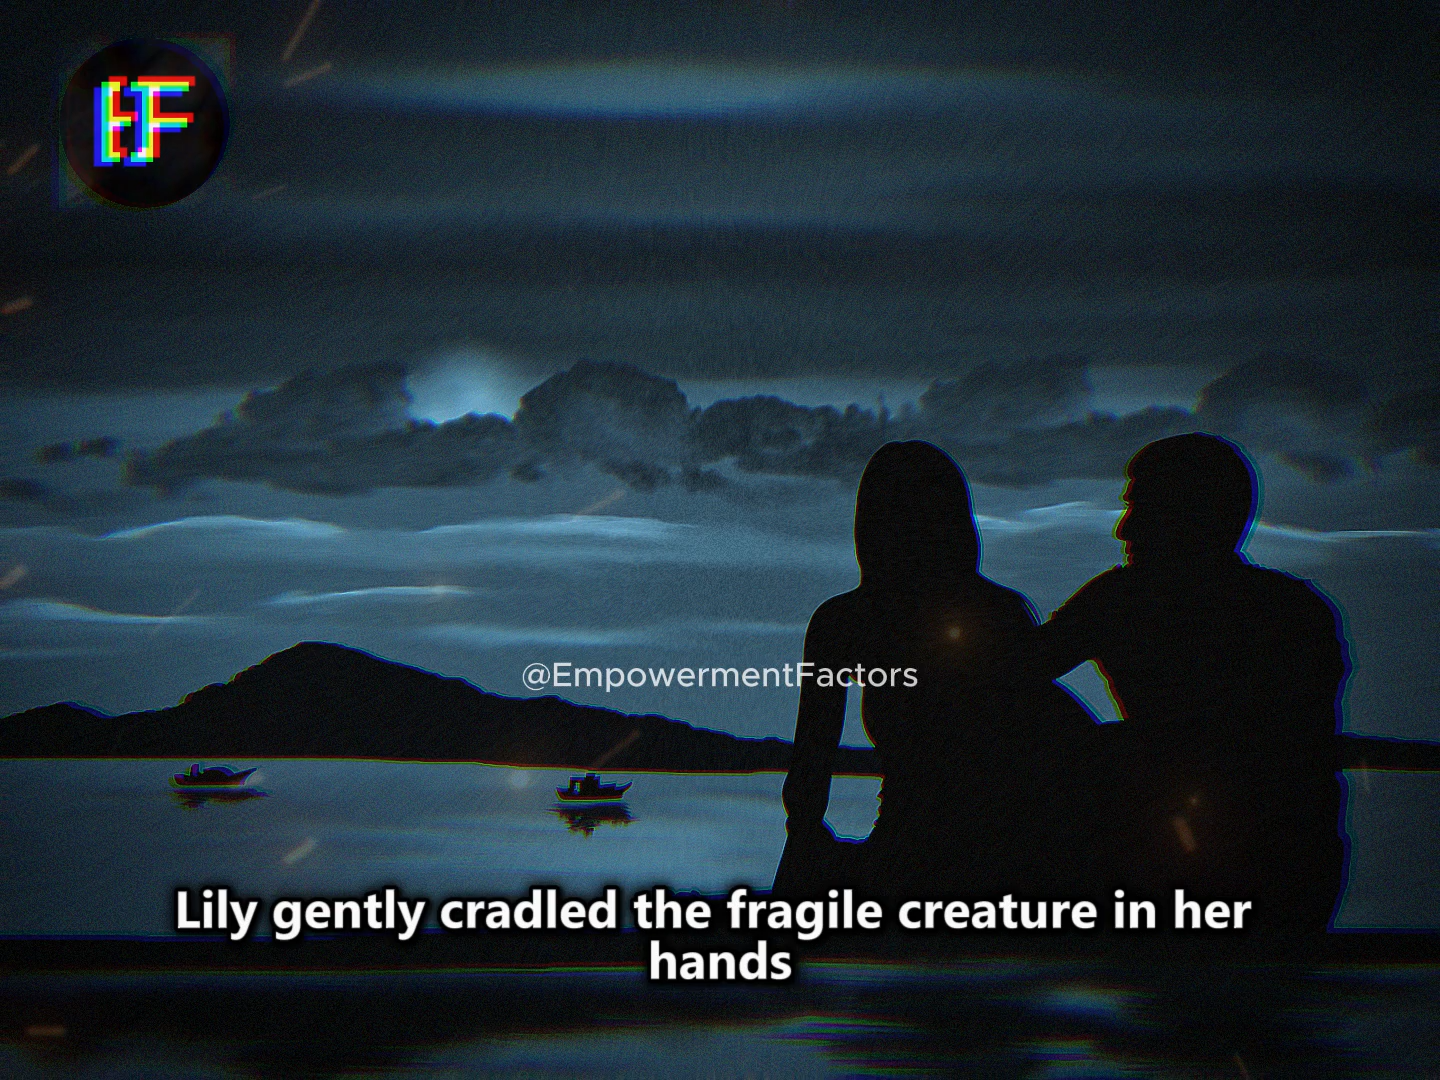 EF
@EmpowermentFactors
Lily gently cradled the fragile creature in her
hands